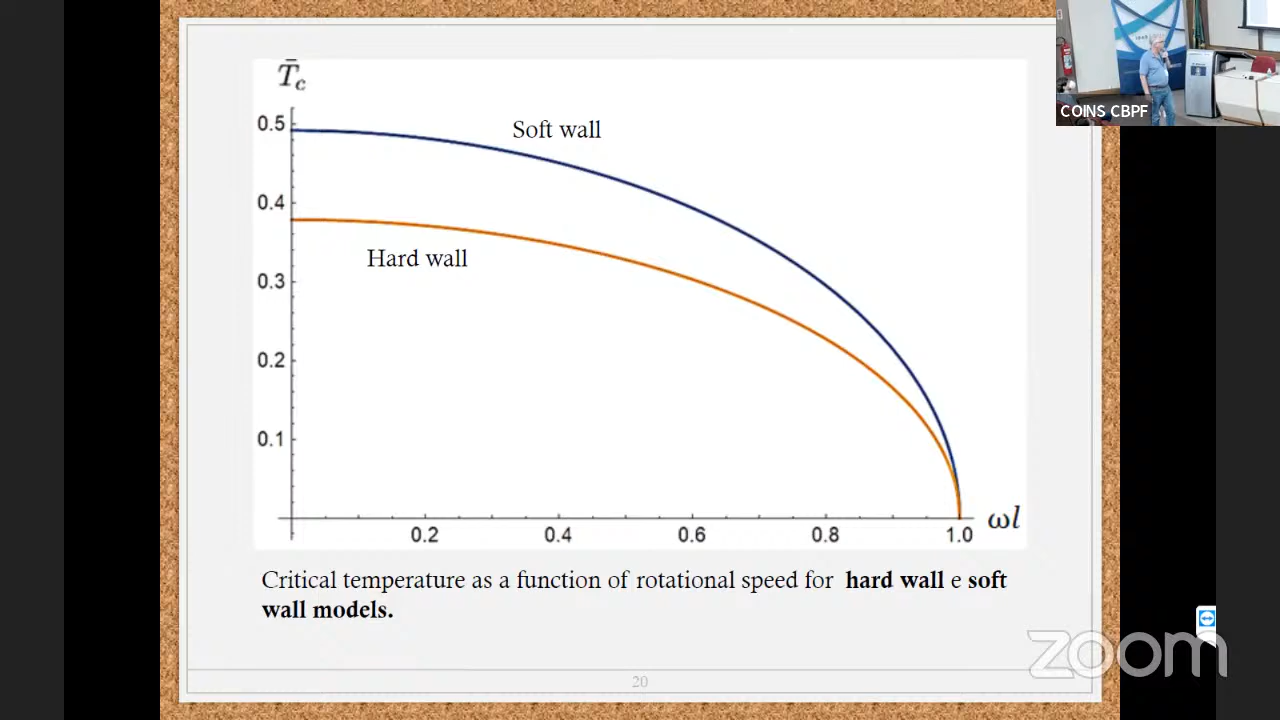 T̄c
0.5
Soft wall
0.4
Hard wall
0.3
0.2
0.1
0.2 0.4 0.6 0.8 1.0 ωl
Critical temperature as a function of rotational speed for hard wall e soft
wall models.
20
COINS CBPF
zoom